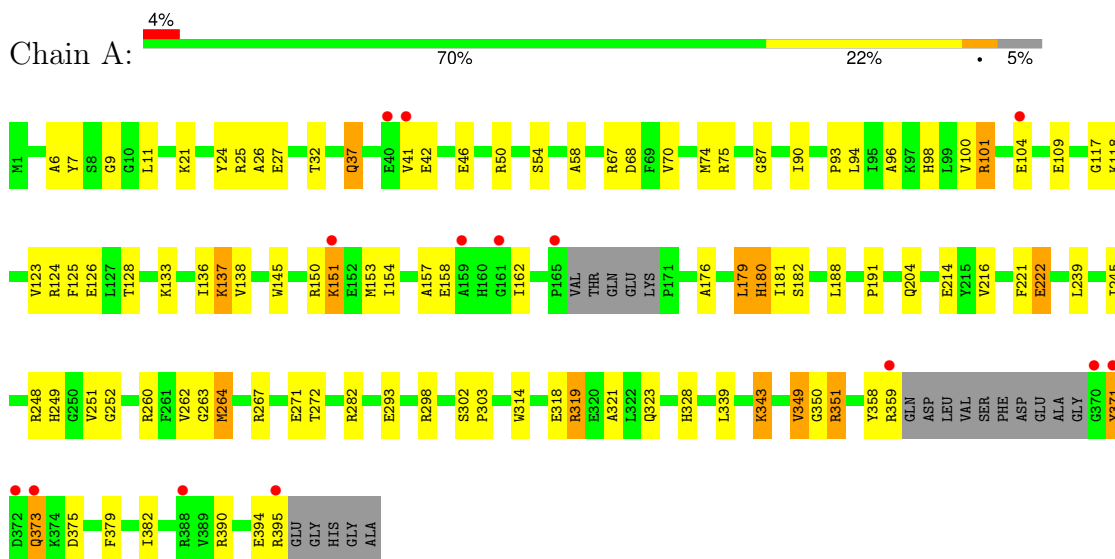 4%
Chain A:
70% 22% • 5%
M1 A6 Y7 S8 G9 G10 L11 K21 Y24 R25 A26 E27 T32 Q37 E40 V41 E42 E46 R50 S54 A58 R67 D68 F69 V70 M74 R75 G87 I90 P93 L94 I95 A96 K97 H98 L99 V100 R101 E104 E109 G117 K118
V123 R124 F125 E126 L127 T128 K133 I136 K137 V138 W145 R150 K151 E152 M153 I154 A157 E158 A159 H160 G161 I162 P165 VAL THR GLN GLU LYS P171 A176 L179 H180 I181 S182 L188 P191 Q204 E214 Y215 V216 F221 E222 L239
R248 H249 G250 V251 G252 R260 F261 V262 G263 M264 R267 E271 T272 R282 E293 R298 S302 P303 W314 E318 R319 E320 A321 L322 Q323 H328 L339 K343 V349 G350 R351 Y358 R359 GLN ASP LEU VAL SER PHE ASP GLU ALA GLY G370
D372 Q373 K374 D375 F379 I382 R388 V389 R390 E394 R395 GLU GLY HIS GLY ALA